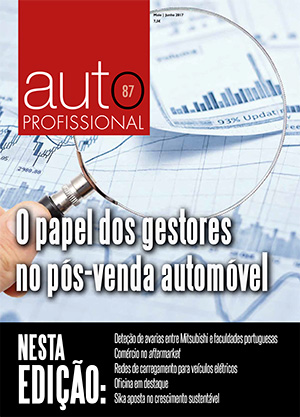 Maio | Junho 2017
7,5€
auto
87
PROFISSIONAL
93% Updati
O papel dos gestores
no pós-venda automóvel
NESTA
EDIÇÃO:
Deteção de avarias entre Mitsubishi e faculdades portuguesas
Comércio no aftermarket
Redes de carregamento para veículos elétricos
Oficina em destaque
Sika aposta no crescimento sustentável